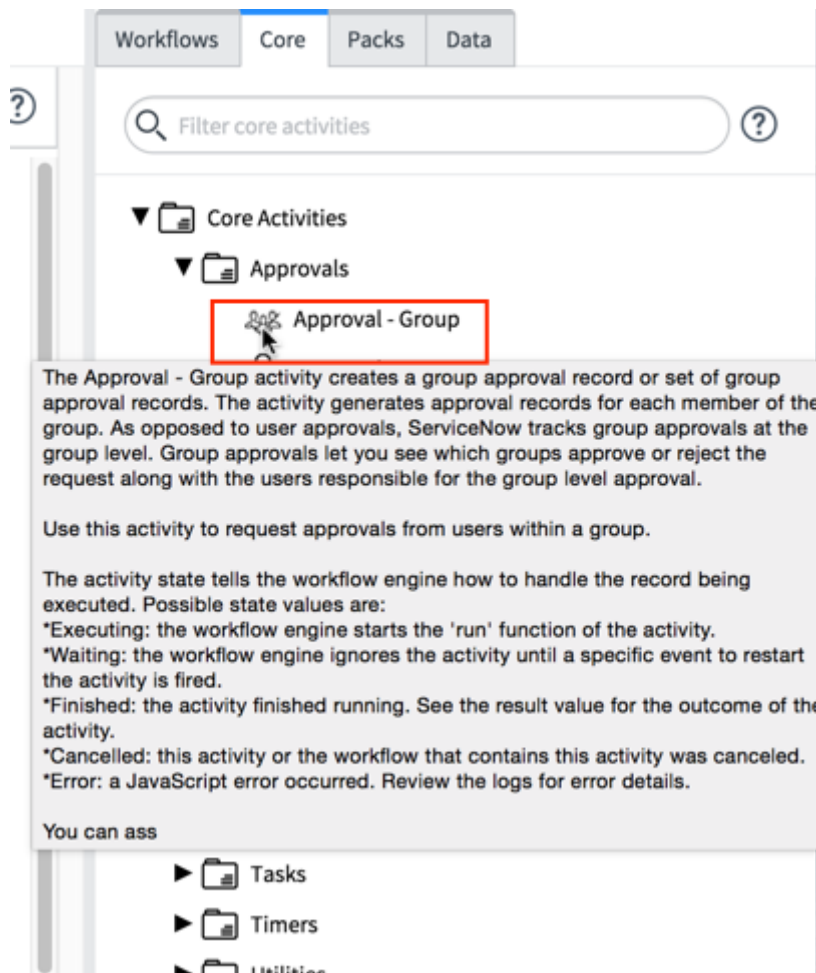 Workflows Core Packs Data
Filter core activities
Core Activities
Approvals
Approval - Group
The Approval - Group activity creates a group approval record or set of group
approval records. The activity generates approval records for each member of the
group. As opposed to user approvals, ServiceNow tracks group approvals at the
group level. Group approvals let you see which groups approve or reject the
request along with the users responsible for the group level approval.
Use this activity to request approvals from users within a group.
The activity state tells the workflow engine how to handle the record being
executed. Possible state values are:
*Executing: the workflow engine starts the 'run' function of the activity.
*Waiting: the workflow engine ignores the activity until a specific event to restart
the activity is fired.
*Finished: the activity finished running. See the result value for the outcome of the
activity.
*Cancelled: this activity or the workflow that contains this activity was canceled.
*Error: a JavaScript error occurred. Review the logs for error details.
You can ass
Tasks
Timers
Utilities